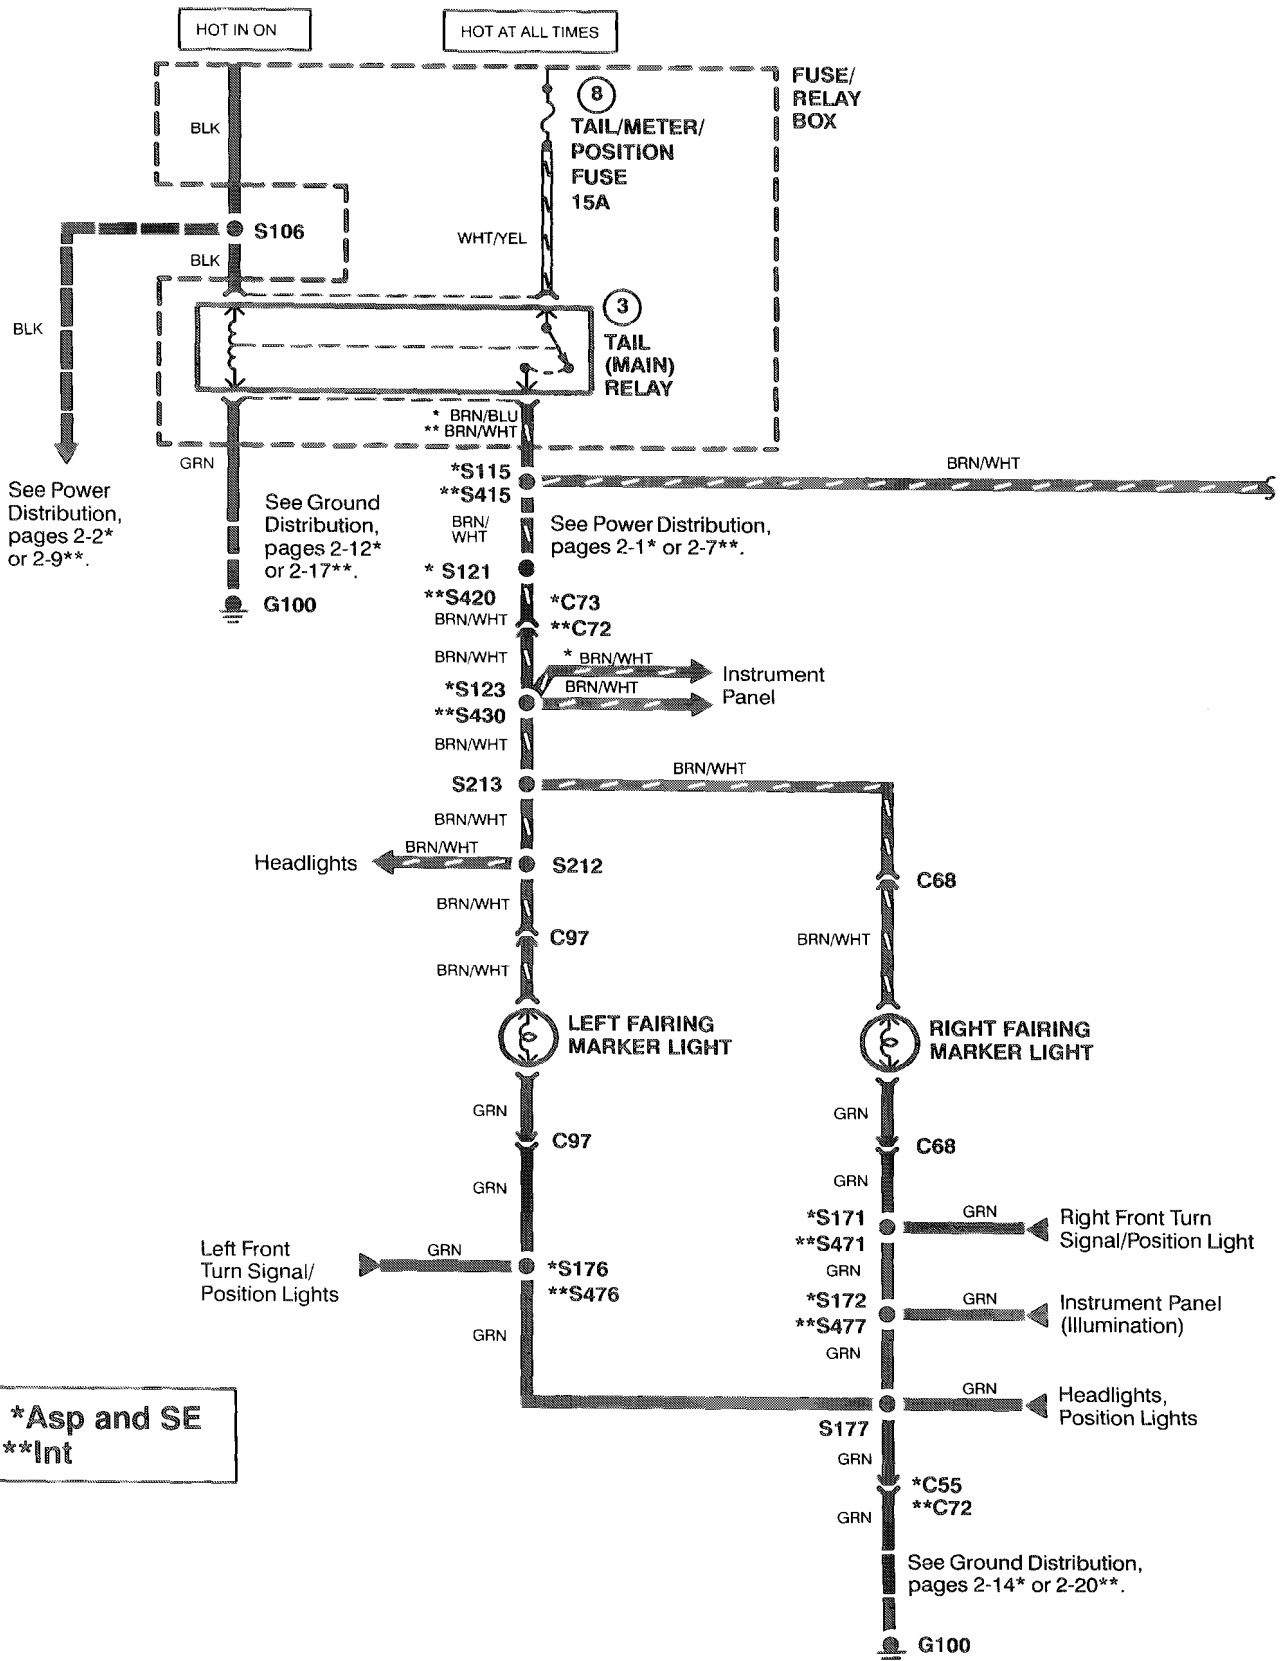 HOT IN ON
HOT AT ALL TIMES
FUSE/
RELAY
BOX
8
TAIL/METER/
POSITION
FUSE
15A
BLK
WHT/YEL
S106
BLK
BLK
3
TAIL
(MAIN)
RELAY
* BRN/BLU
** BRN/WHT
GRN
See Power
Distribution,
pages 2-2*
or 2-9**.
See Ground
Distribution,
pages 2-12*
or 2-17**.
G100
*S115
**S415
BRN/WHT
BRN/
WHT
See Power Distribution,
pages 2-1* or 2-7**.
* S121
**S420
BRN/WHT
*C73
**C72
BRN/WHT
* BRN/WHT
BRN/WHT
Instrument
Panel
*S123
**S430
BRN/WHT
S213
BRN/WHT
BRN/WHT
Headlights
BRN/WHT
S212
C68
BRN/WHT
C97
BRN/WHT
BRN/WHT
LEFT FAIRING
MARKER LIGHT
RIGHT FAIRING
MARKER LIGHT
GRN
C97
GRN
GRN
C68
GRN
Left Front
Turn Signal/
Position Lights
GRN
*S176
**S476
GRN
*S171
**S471
GRN
Right Front Turn
Signal/Position Light
GRN
*S172
**S477
GRN
Instrument Panel
(Illumination)
GRN
GRN
Headlights,
Position Lights
S177
GRN
*C55
**C72
GRN
See Ground Distribution,
pages 2-14* or 2-20**.
G100
*Asp and SE
**Int